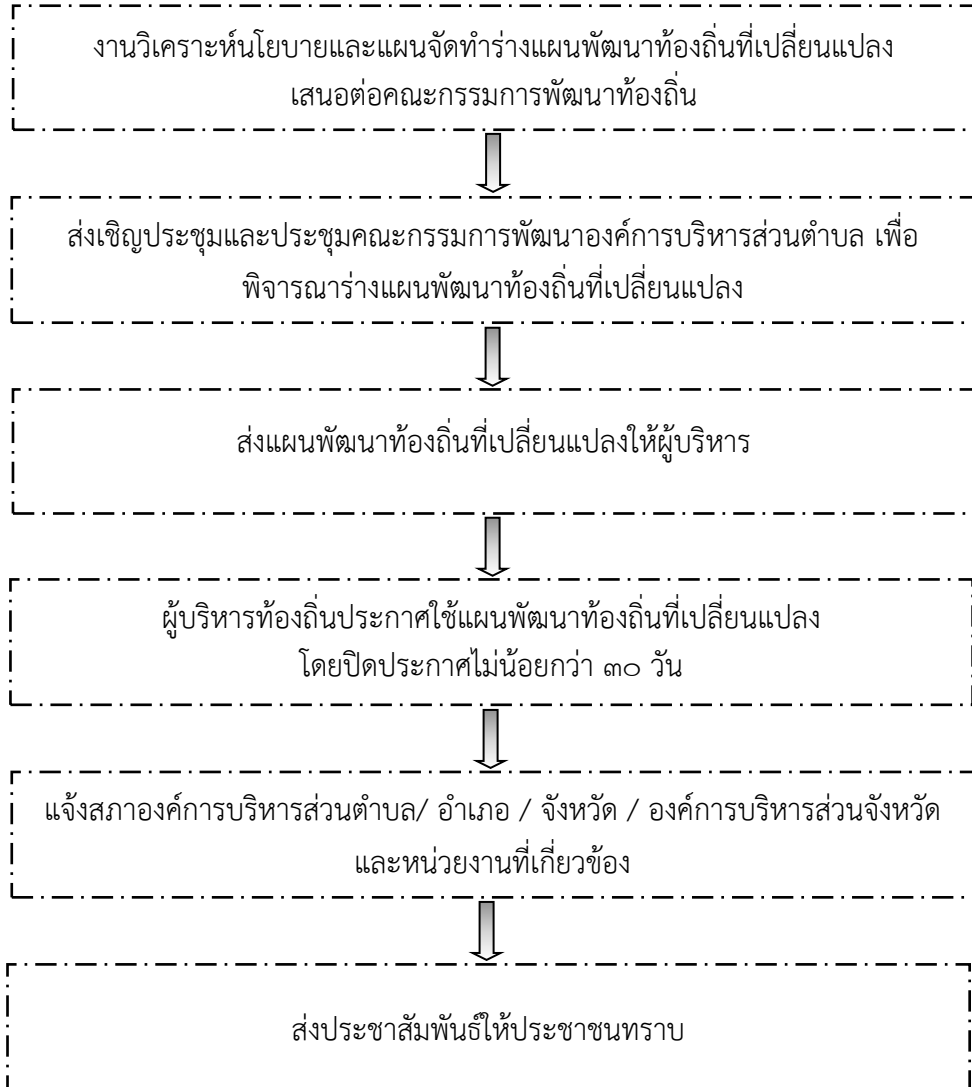 งานวิเคราะห์นโยบายและแผนจัดทำร่างแผนพัฒนาท้องถิ่นที่เปลี่ยนแปลง
เสนอต่อคณะกรรมการพัฒนาท้องถิ่น
ส่งเชิญประชุมและประชุมคณะกรรมการพัฒนาองค์การบริหารส่วนตำบล เพื่อ
พิจารณาร่างแผนพัฒนาท้องถิ่นที่เปลี่ยนแปลง
ส่งแผนพัฒนาท้องถิ่นที่เปลี่ยนแปลงให้ผู้บริหาร
ผู้บริหารท้องถิ่นประกาศใช้แผนพัฒนาท้องถิ่นที่เปลี่ยนแปลง
โดยปิดประกาศไม่น้อยกว่า ๓๐ วัน
แจ้งสภาองค์การบริหารส่วนตำบล/ อำเภอ / จังหวัด / องค์การบริหารส่วนจังหวัด
และหน่วยงานที่เกี่ยวข้อง
ส่งประชาสัมพันธ์ให้ประชาชนทราบ